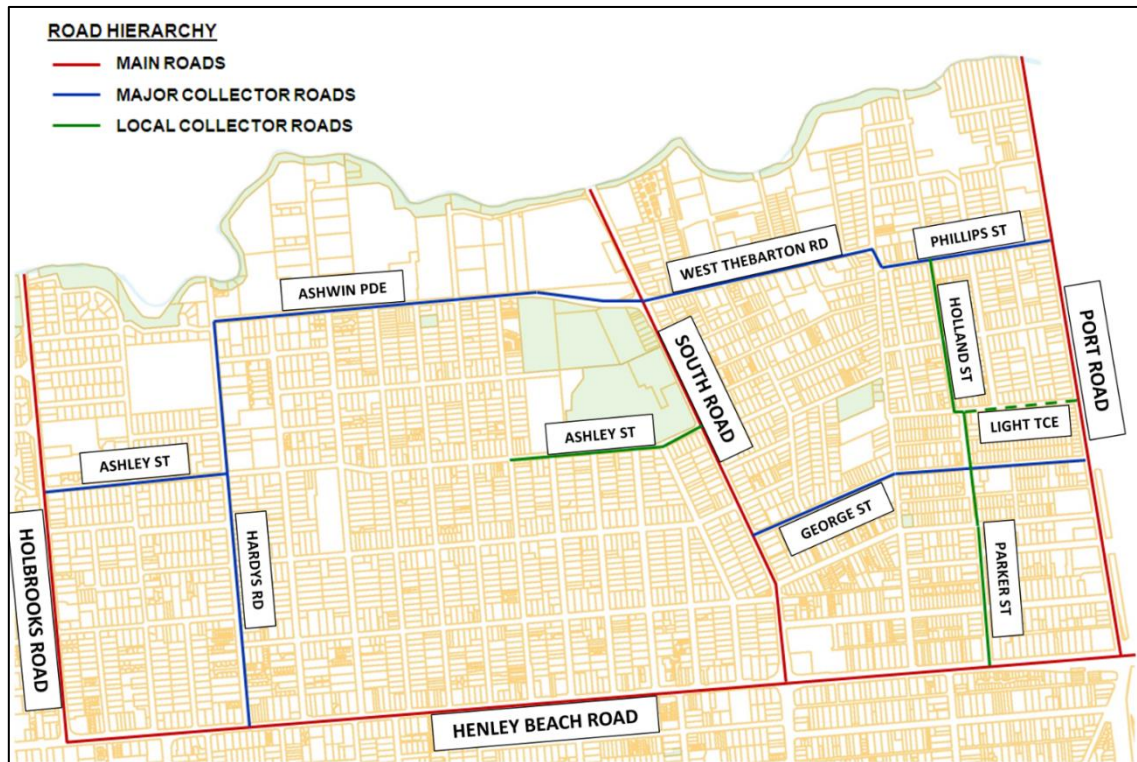 ROAD HIERARCHY
MAIN ROADS
MAJOR COLLECTOR ROADS
LOCAL COLLECTOR ROADS
PHILLIPS ST
WEST THEBARTON RD
ASHWIN PDE
HOLLAND ST
PORT ROAD
SOUTH ROAD
LIGHT TCE
ASHLEY ST
ASHLEY ST
GEORGE ST
HOLBROOKS ROAD
HARDYS RD
PARKER ST
HENLEY BEACH ROAD